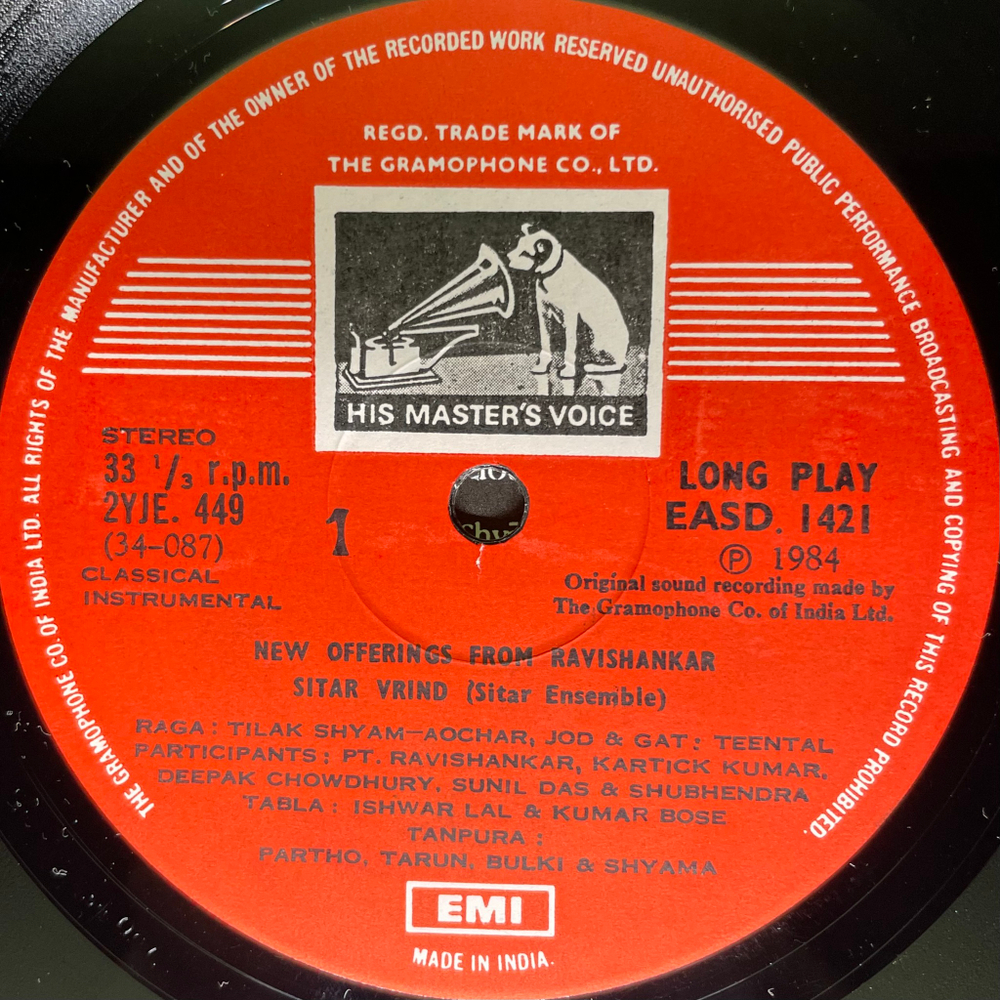 THE GRAMOPHONE CO. OF INDIA LTD. ALL RIGHTS OF THE MANUFACTURER AND OF THE OWNER OF THE RECORDED WORK RESERVED UNAUTHORISED PUBLIC PERFORMANCE BROADCASTING AND COPYING OF THIS RECORD PROHIBITED.
REGD. TRADE MARK OF
THE GRAMOPHONE CO., LTD.
HIS MASTER'S VOICE
STEREO
33 1/3 r.p.m.
2YJE. 449
(34-087)
CLASSICAL
INSTRUMENTAL
1
LONG PLAY
EASD. 1421
Ⓟ 1984
Original sound recording made by
The Gramophone Co. of India Ltd.
NEW OFFERINGS FROM RAVISHANKAR
SITAR VRIND (Sitar Ensemble)
RAGA: TILAK SHYAM-AOCHAR, JOD & GAT: TEENTAL
PARTICIPANTS: PT. RAVISHANKAR, KARTICK KUMAR,
DEEPAK CHOWDHURY, SUNIL DAS & SHUBHENDRA
TABLA: ISHWAR LAL & KUMAR BOSE
TANPURA:
PARTHO, TARUN, BULKI & SHYAMA
EMI
MADE IN INDIA.